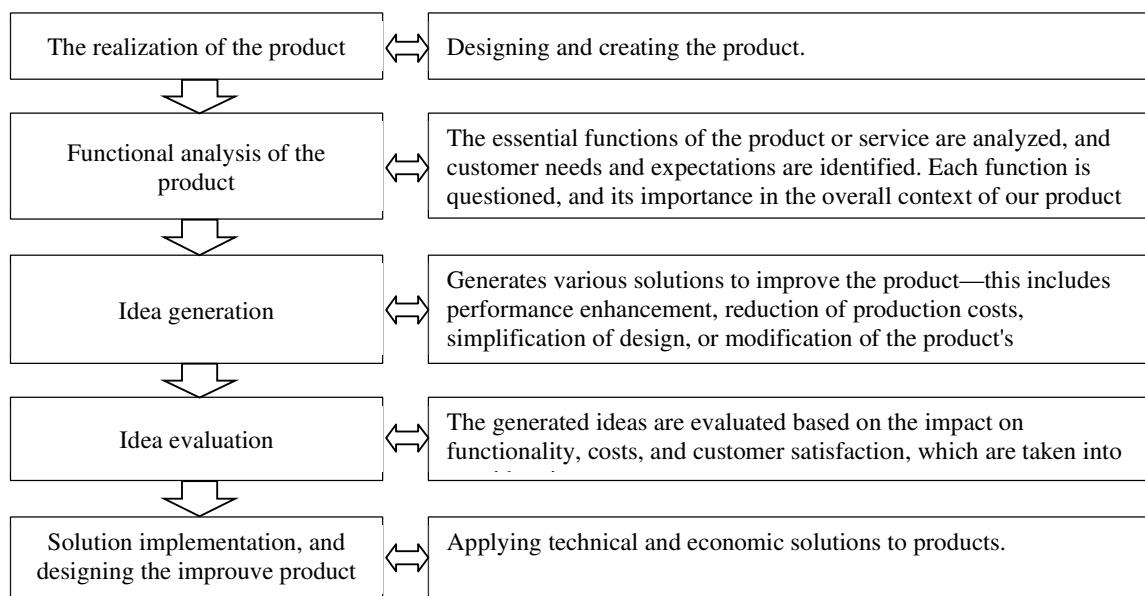 The realization of the product
Designing and creating the product.
Functional analysis of the
product
The essential functions of the product or service are analyzed, and
customer needs and expectations are identified. Each function is
questioned, and its importance in the overall context of our product
Idea generation
Generates various solutions to improve the product—this includes
performance enhancement, reduction of production costs,
simplification of design, or modification of the product's
Idea evaluation
The generated ideas are evaluated based on the impact on
functionality, costs, and customer satisfaction, which are taken into
Solution implementation, and
designing the improuve product
Applying technical and economic solutions to products.